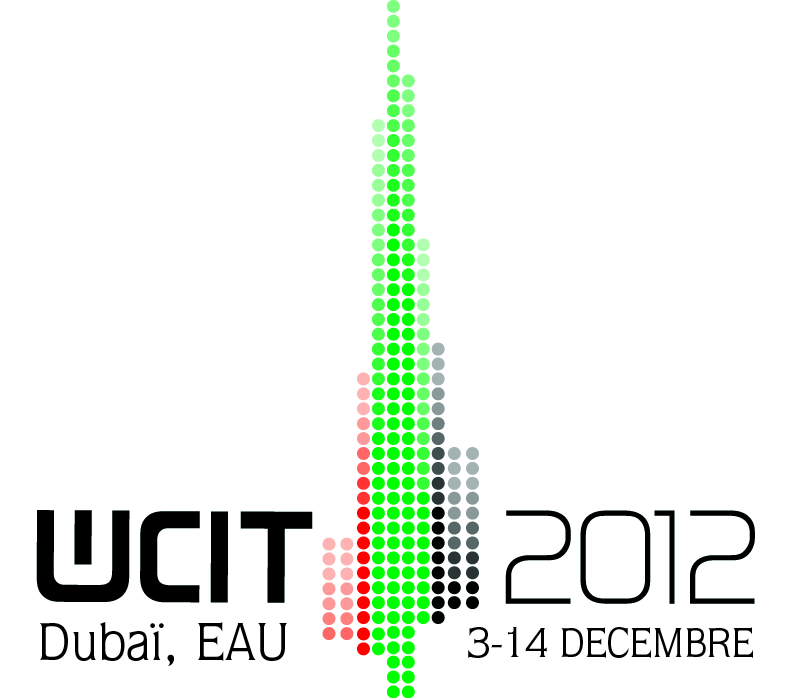 WCIT 2012
Dubaï, EAU
3-14 DECEMBRE